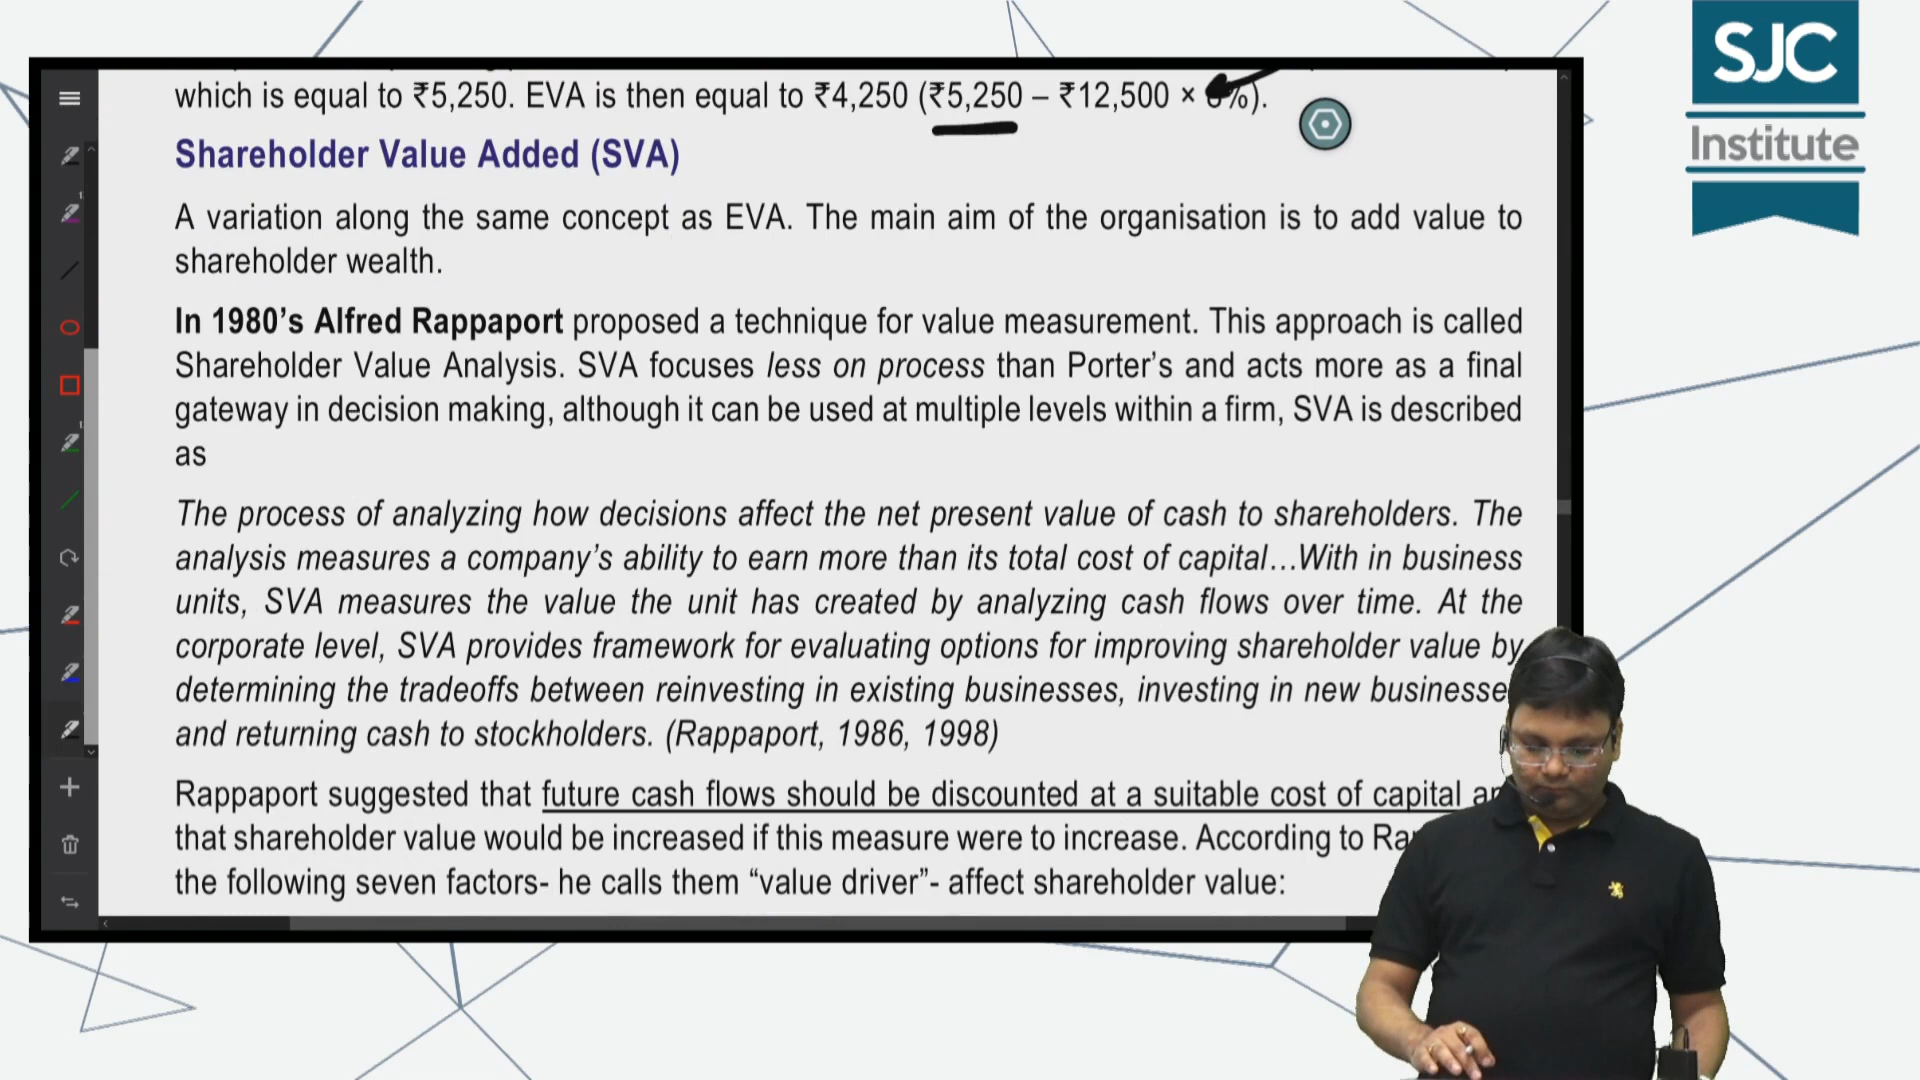 SJC
Institute
which is equal to ₹5,250. EVA is then equal to ₹4,250 (₹5,250 – ₹12,500 × %).
Shareholder Value Added (SVA)
A variation along the same concept as EVA. The main aim of the organisation is to add value to
shareholder wealth.
In 1980’s Alfred Rappaport proposed a technique for value measurement. This approach is called
Shareholder Value Analysis. SVA focuses less on process than Porter’s and acts more as a final
gateway in decision making, although it can be used at multiple levels within a firm, SVA is described
as
The process of analyzing how decisions affect the net present value of cash to shareholders. The
analysis measures a company’s ability to earn more than its total cost of capital…With in business
units, SVA measures the value the unit has created by analyzing cash flows over time. At the
corporate level, SVA provides framework for evaluating options for improving shareholder value by
determining the tradeoffs between reinvesting in existing businesses, investing in new businesse
and returning cash to stockholders. (Rappaport, 1986, 1998)
Rappaport suggested that future cash flows should be discounted at a suitable cost of capital
that shareholder value would be increased if this measure were to increase. According to
the following seven factors- he calls them “value driver”- affect shareholder value: